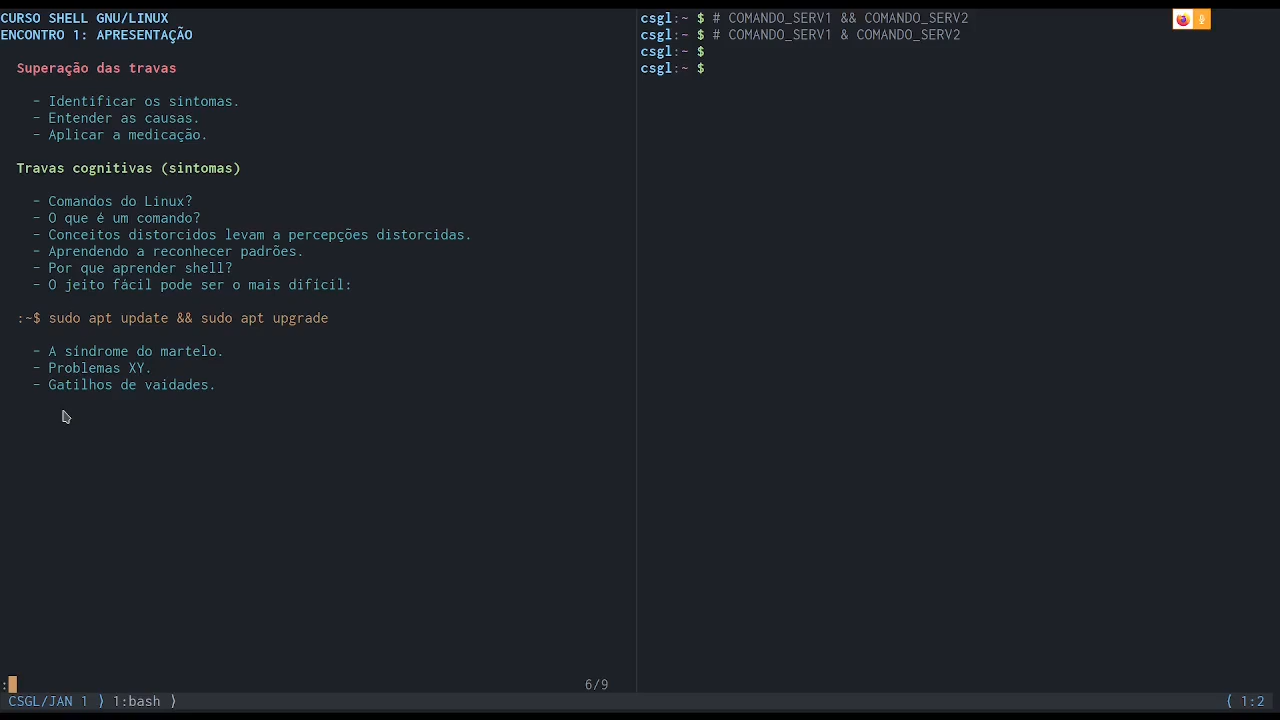 CURSO SHELL GNU/LINUX
ENCONTRO 1: APRESENTAÇÃO
Superação das travas
- Identificar os sintomas.
- Entender as causas.
- Aplicar a medicação.
Travas cognitivas (sintomas)
- Comandos do Linux?
- O que é um comando?
- Conceitos distorcidos levam a percepções distorcidas.
- Aprendendo a reconhecer padrões.
- Por que aprender shell?
- O jeito fácil pode ser o mais difícil:
:~$ sudo apt update && sudo apt upgrade
- A síndrome do martelo.
- Problemas XY.
- Gatilhos de vaidades.
:
6/9
csgl:~ $ # COMANDO_SERV1 && COMANDO_SERV2
csgl:~ $ # COMANDO_SERV1 & COMANDO_SERV2
csgl:~ $
csgl:~ $
CSGL/JAN 1 ⟩ 1:bash ⟩
⟨ 1:2